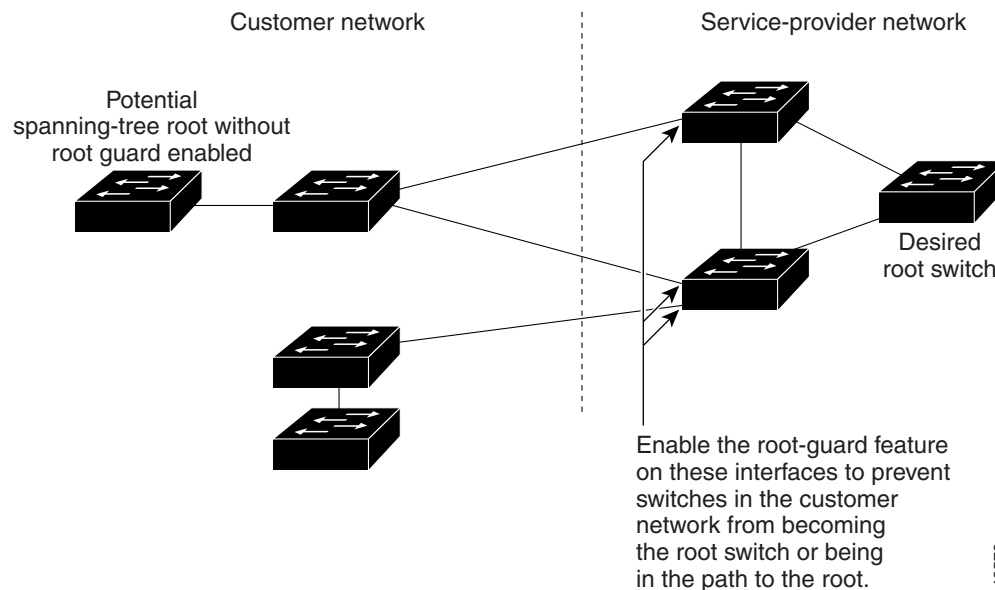 Customer network
Service-provider network
Potential
spanning-tree root without
root guard enabled
Desired
root switch
Enable the root-guard feature
on these interfaces to prevent
switches in the customer
network from becoming
the root switch or being
in the path to the root.